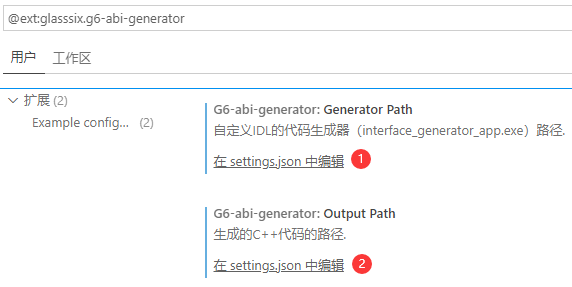 @ext:glasssix.g6-abi-generator
用户 工作区
扩展 (2)
Example config... (2)
G6-abi-generator: Generator Path
自定义IDL的代码生成器（interface_generator_app.exe）路径.
在 settings.json 中编辑 1
G6-abi-generator: Output Path
生成的C++代码的路径.
在 settings.json 中编辑 2